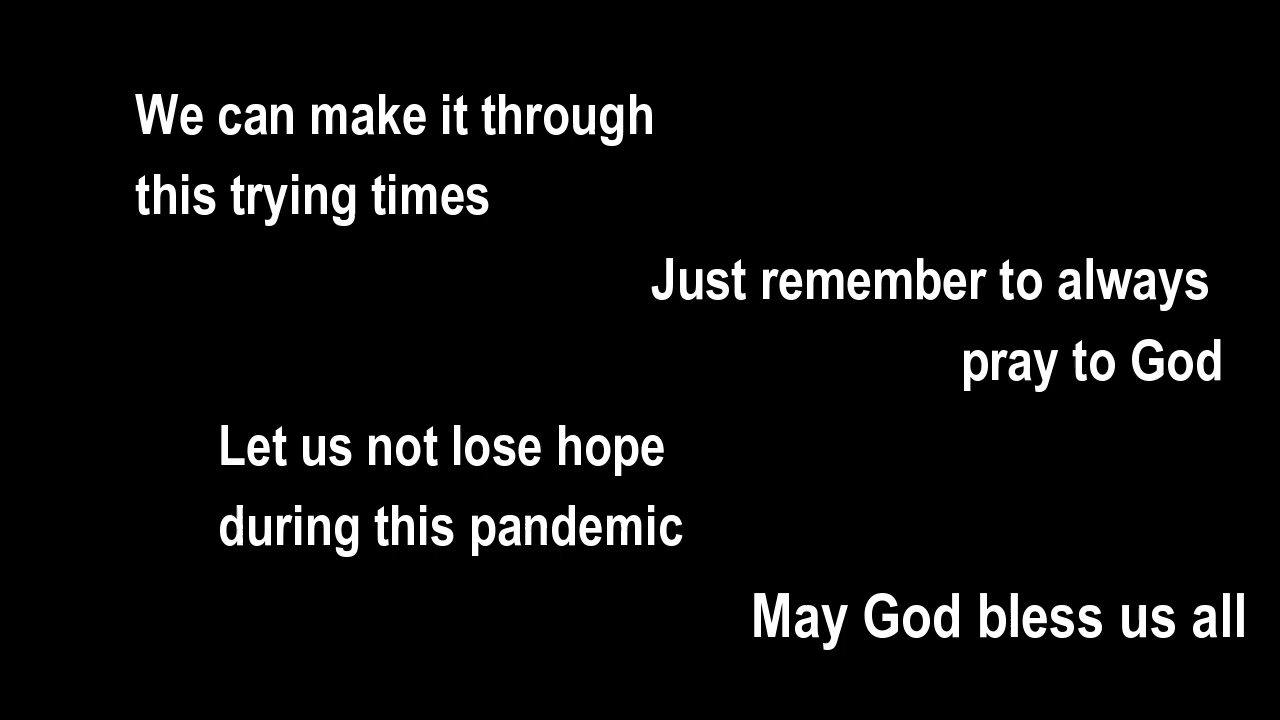 We can make it through
this trying times
Just remember to always
pray to God
Let us not lose hope
during this pandemic
May God bless us all